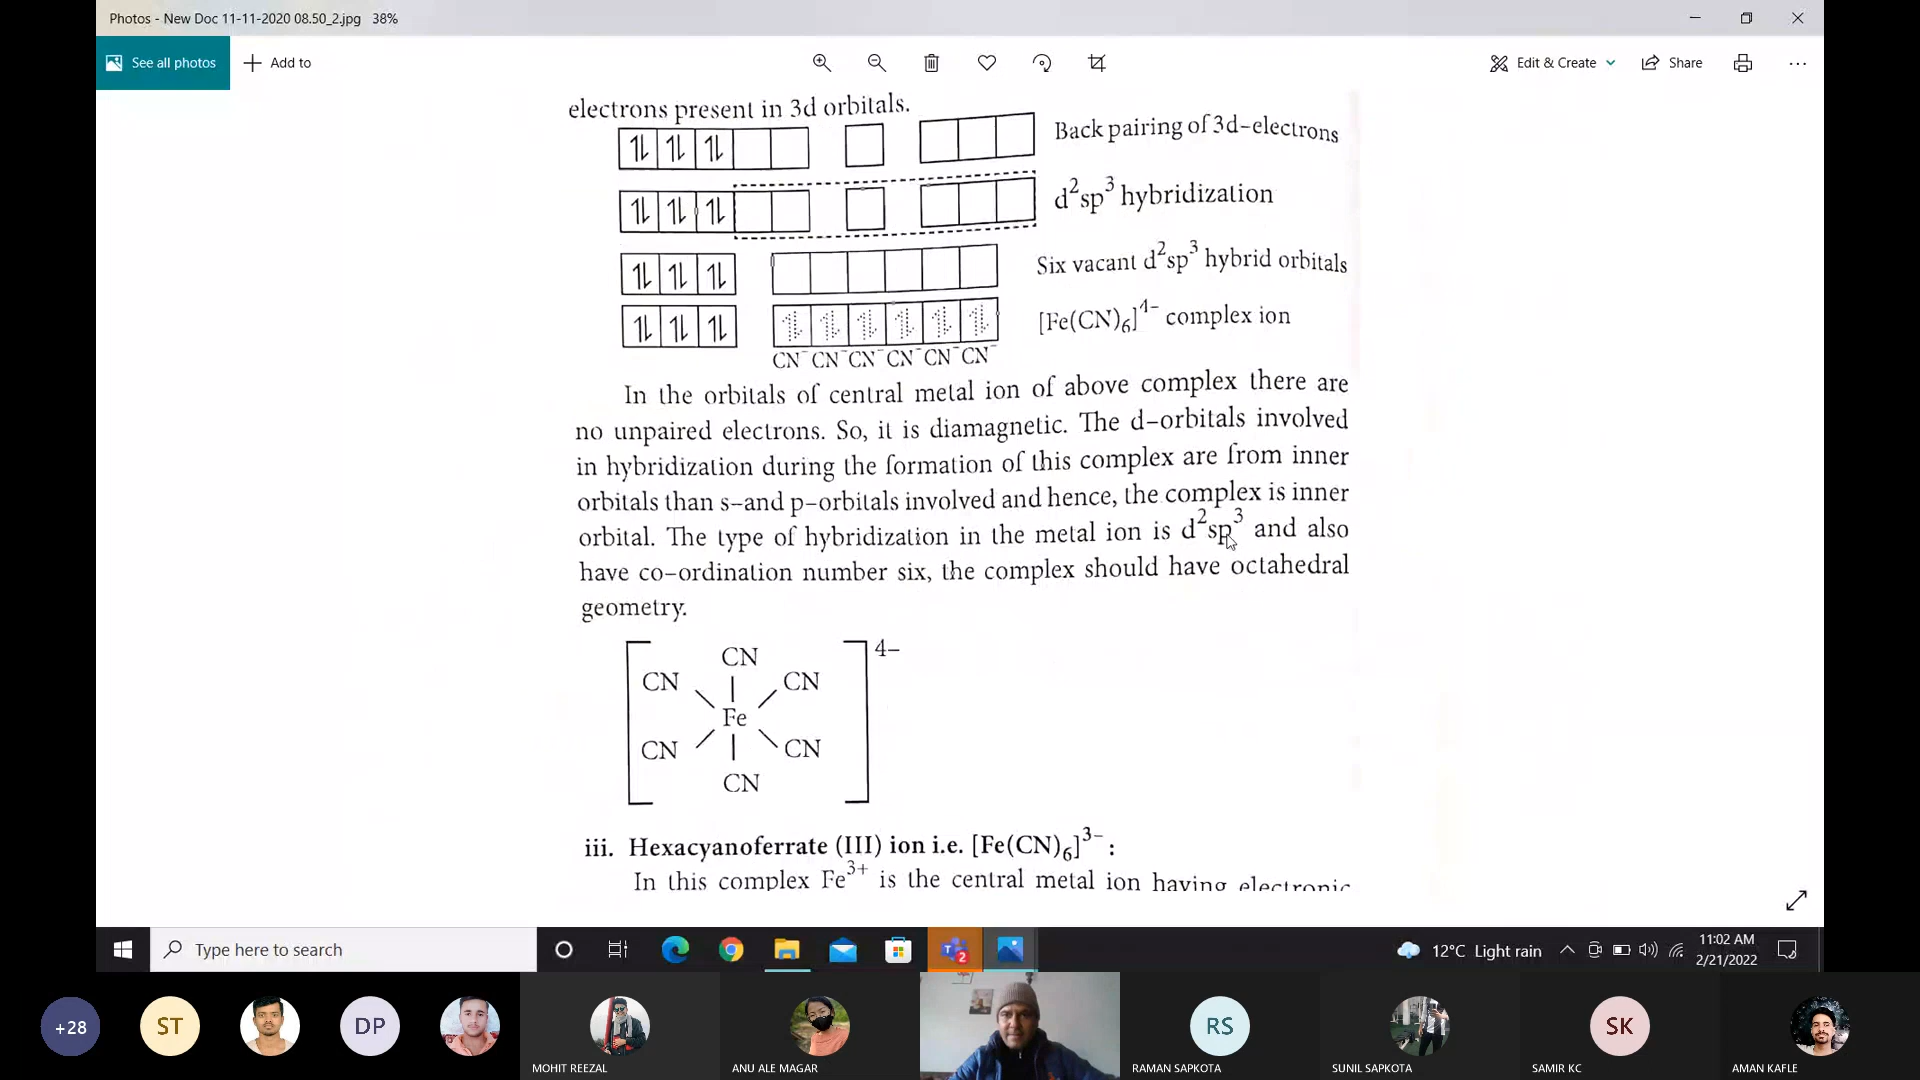 Photos - New Doc 11-11-2020 08.50_2.jpg 38%
See all photos
Add to
Edit & Create
Share
electrons present in 3d orbitals.
Back pairing of 3d-electrons
d²sp³ hybridization
Six vacant d²sp³ hybrid orbitals
[Fe(CN)₆]⁴⁻ complex ion
CN⁻ CN⁻ CN⁻ CN⁻ CN⁻ CN⁻
In the orbitals of central metal ion of above complex there are
no unpaired electrons. So, it is diamagnetic. The d-orbitals involved
in hybridization during the formation of this complex are from inner
orbitals than s-and p-orbitals involved and hence, the complex is inner
orbital. The type of hybridization in the metal ion is d²sp³ and also
have co-ordination number six, the complex should have octahedral
geometry.
4-
CN
CN CN
Fe
CN CN
CN
iii. Hexacyanoferrate (III) ion i.e. [Fe(CN)₆]³⁻ :
In this complex Fe³⁺ is the central metal ion having electronic
Type here to search
T 2
12°C Light rain
11:02 AM
2/21/2022
+28
ST
DP
RS
SK
MOHIT REEZAL
ANU ALE MAGAR
RAMAN SAPKOTA
SUNIL SAPKOTA
SAMIR KC
AMAN KAFLE